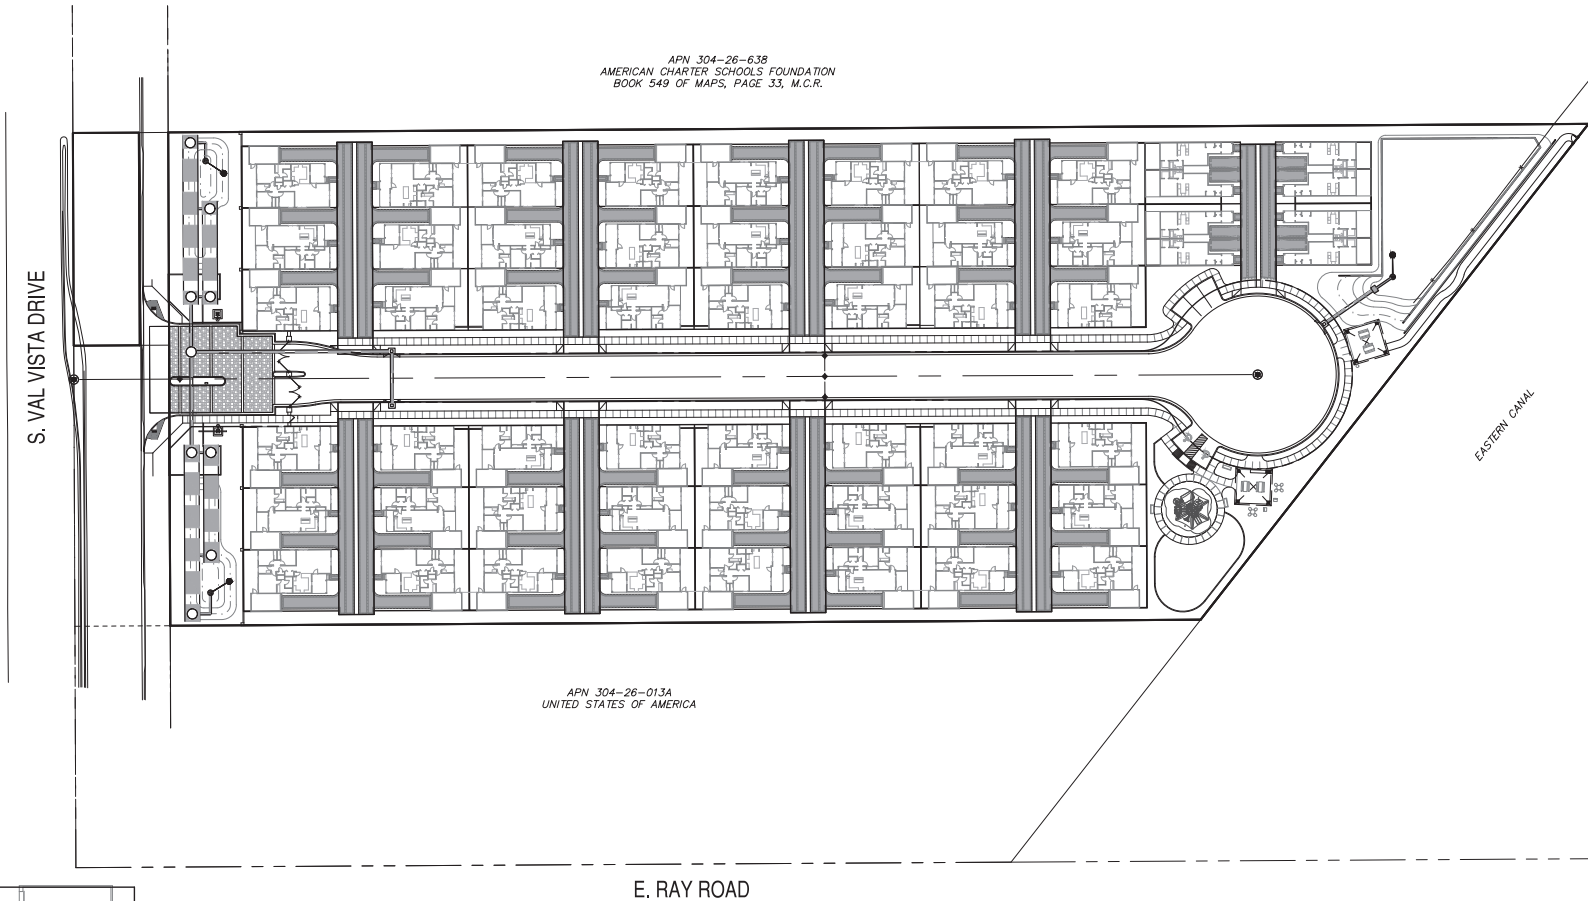 APN 304-26-638
AMERICAN CHARTER SCHOOLS FOUNDATION
BOOK 549 OF MAPS, PAGE 33, M.C.R.
S. VAL VISTA DRIVE
EASTERN CANAL
APN 304-26-013A
UNITED STATES OF AMERICA
E. RAY ROAD